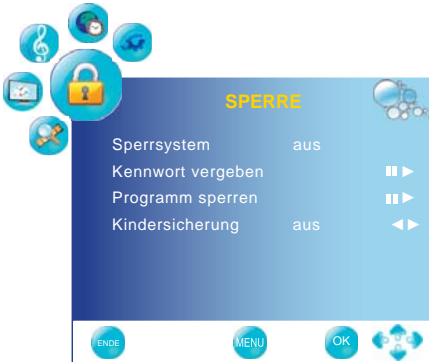 SPERRE
Sperrsystem aus
Kennwort vergeben
Programm sperren
Kindersicherung aus
ENDE MENU OK